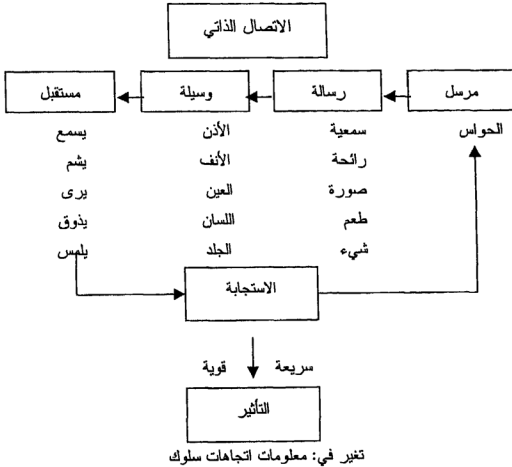 الاتصال الذاتي
مرسل رسالة وسيلة مستقبل
الحواس سمعية الأذن يسمع
رائحة الأنف يشم
صورة العين يرى
طعم اللسان يذوق
شيء الجلد يلمس
الاستجابة
سريعة قوية
التأثير
تغير في: معلومات اتجاهات سلوك